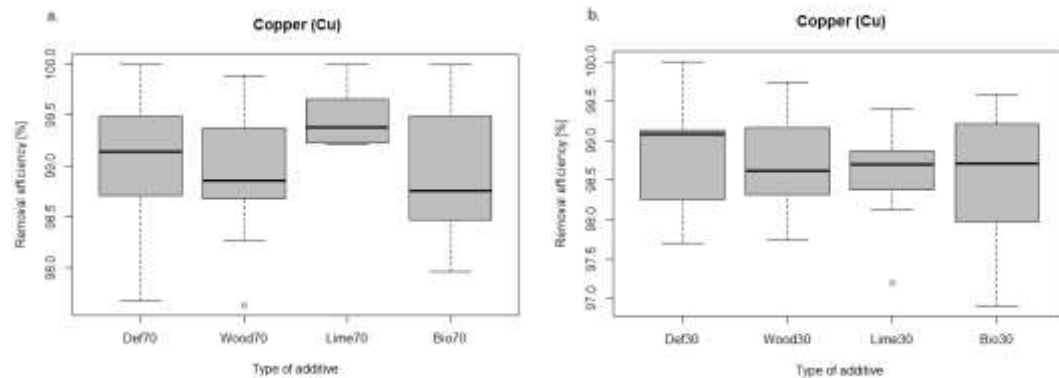 a.
Copper (Cu)
Removal efficiency [%]
100.0
99.5
99.0
98.5
98.0
Def70
Wood70
Lime70
Bio70
Type of additive
b.
Copper (Cu)
Removal efficiency [%]
100.0
99.5
99.0
98.5
98.0
97.5
97.0
Def30
Wood30
Lime30
Bio30
Type of additive